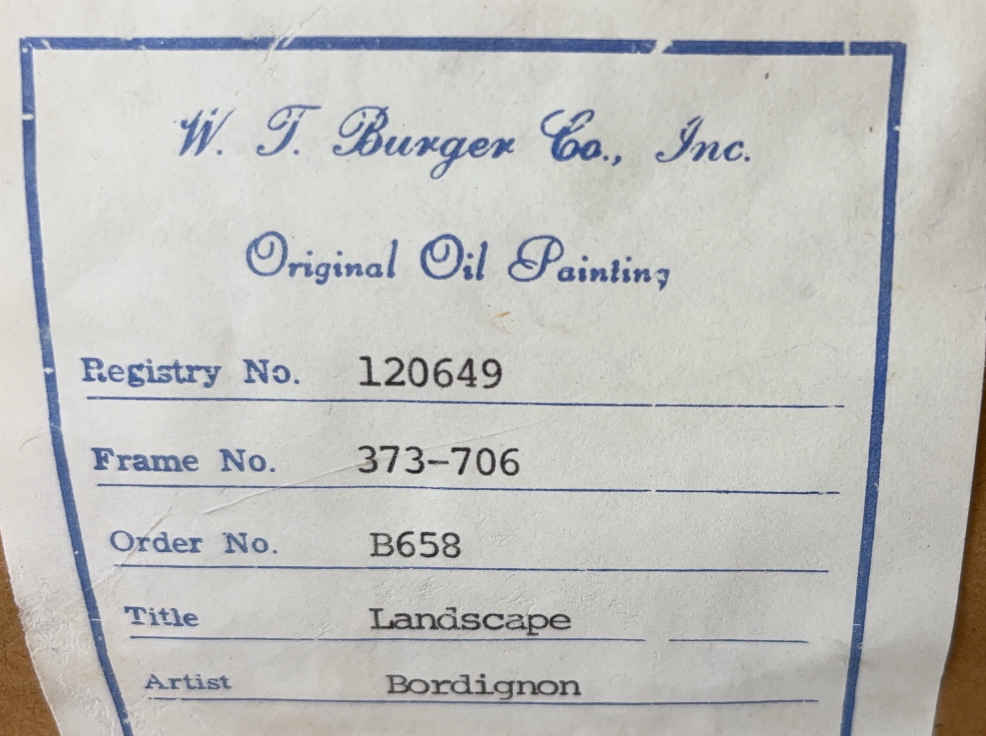 W. T. Burger Co., Inc.
Original Oil Painting
Registry No. 120649
Frame No. 373-706
Order No. B658
Title Landscape
Artist Bordignon